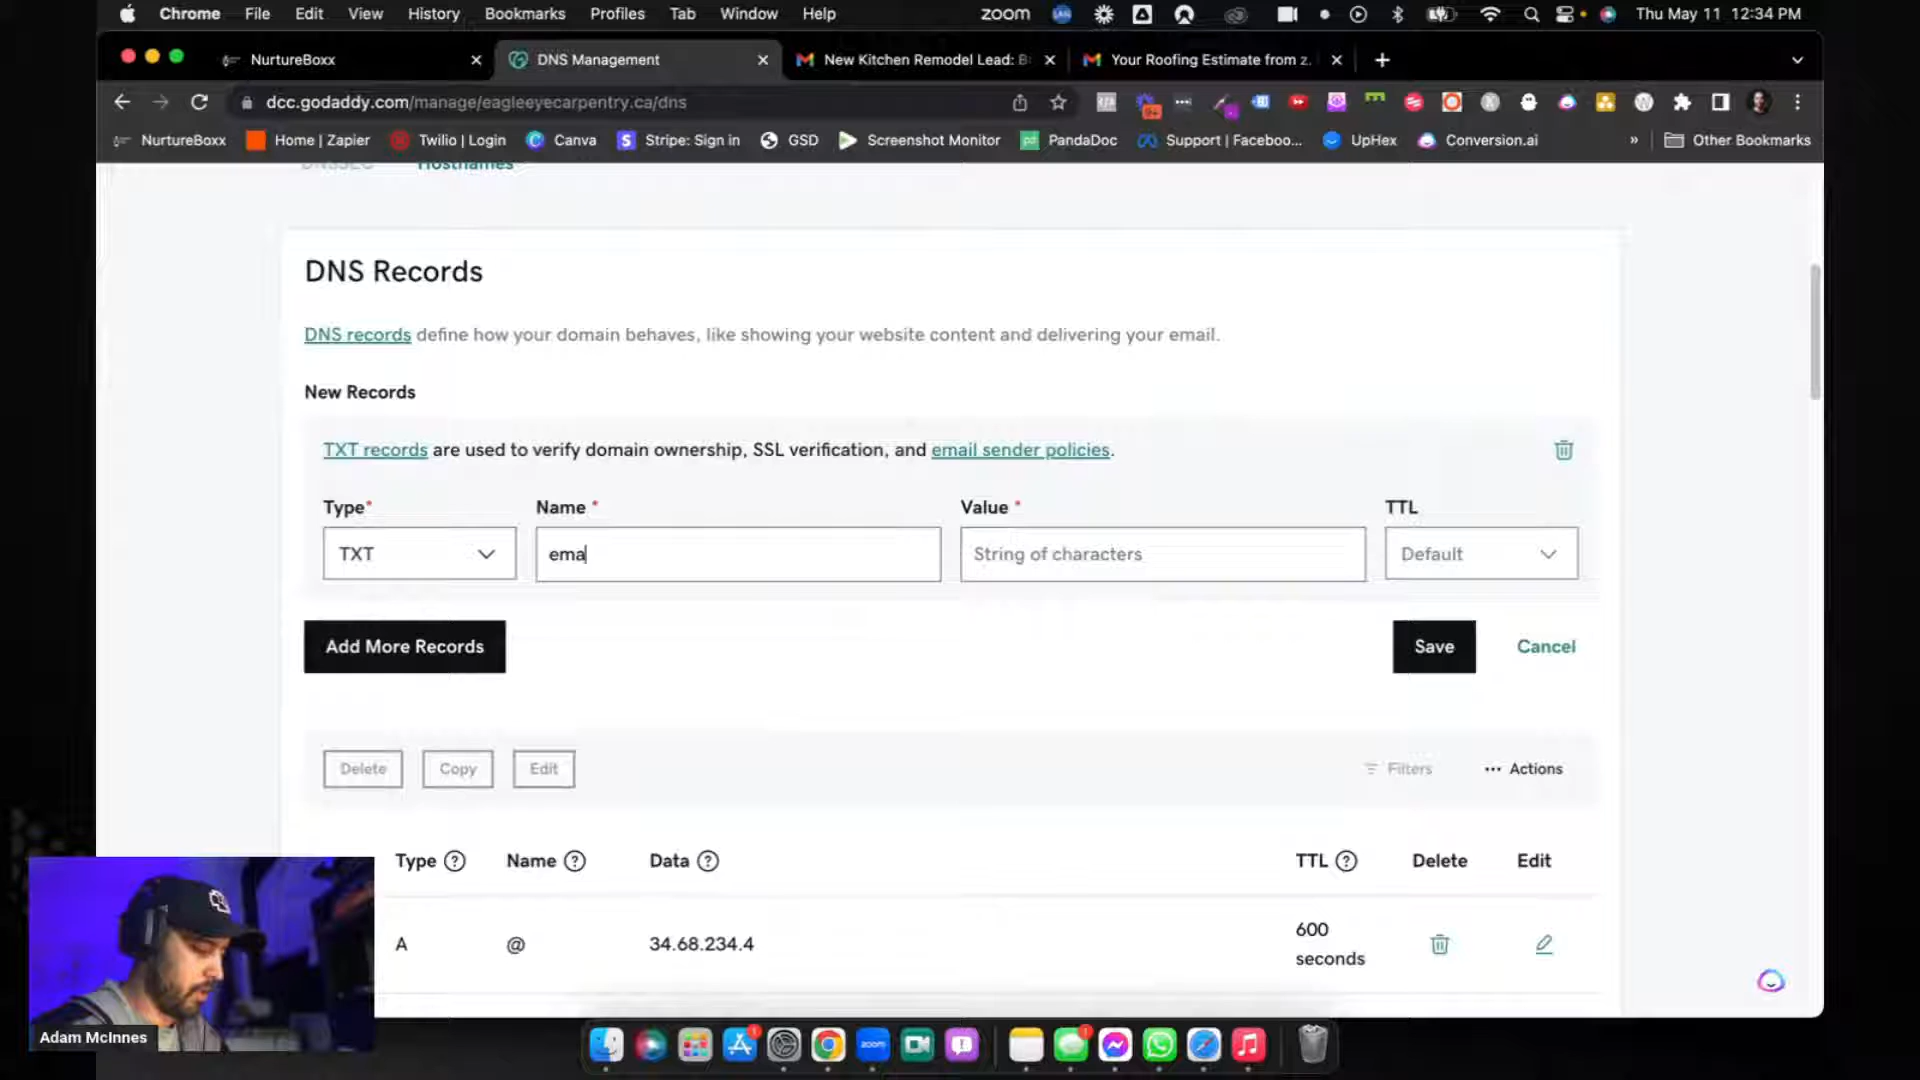 Chrome File Edit View History Bookmarks Profiles Tab Window Help zoom Thu May 11 12:34 PM
NurtureBoxx DNS Management New Kitchen Remodel Lead: B Your Roofing Estimate from z.
dcc.godaddy.com/manage/eagleeyecarpentry.ca/dns
NurtureBoxx Home | Zapier Twilio | Login Canva Stripe: Sign in GSD Screenshot Monitor PandaDoc Support | Faceboo... UpHex Conversion.ai » Other Bookmarks
DNSSEC Hostnames
DNS Records
DNS records define how your domain behaves, like showing your website content and delivering your email.
New Records
TXT records are used to verify domain ownership, SSL verification, and email sender policies.
Type* Name * Value * TTL
TXT ema String of characters Default
Add More Records Save Cancel
Delete Copy Edit Filters ··· Actions
Type Name Data TTL Delete Edit
A @ 34.68.234.4 600 seconds
Adam McInnes
zoom